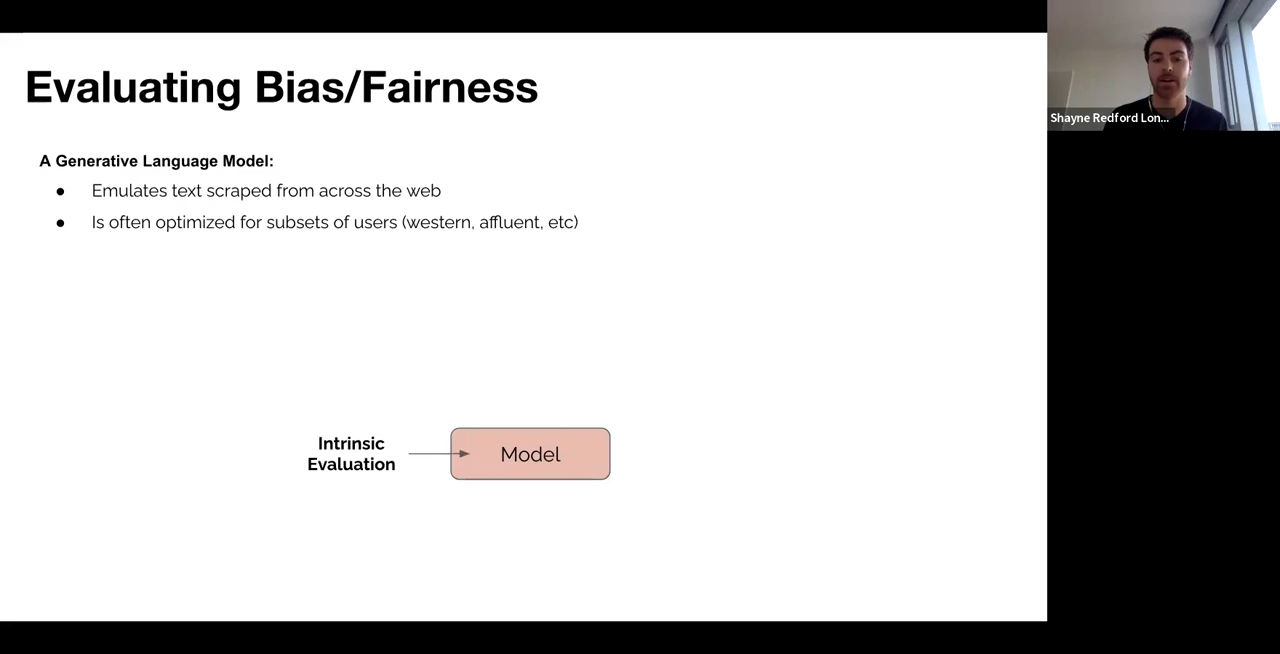 Evaluating Bias/Fairness
A Generative Language Model:
● Emulates text scraped from across the web
● Is often optimized for subsets of users (western, affluent, etc)
Intrinsic
Evaluation
Model
Shayne Redford Lon...